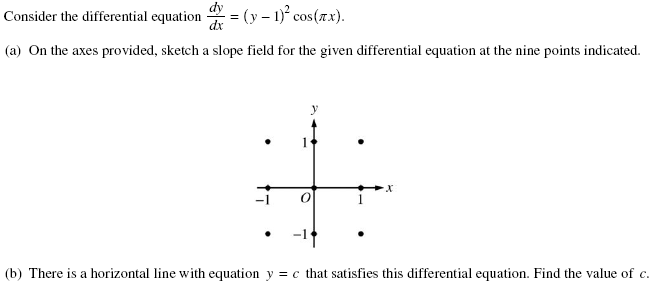 Consider the differential equation dy/dx = (y − 1)² cos(πx).
(a) On the axes provided, sketch a slope field for the given differential equation at the nine points indicated.
y
1
−1 O 1 x
−1
(b) There is a horizontal line with equation y = c that satisfies this differential equation. Find the value of c.